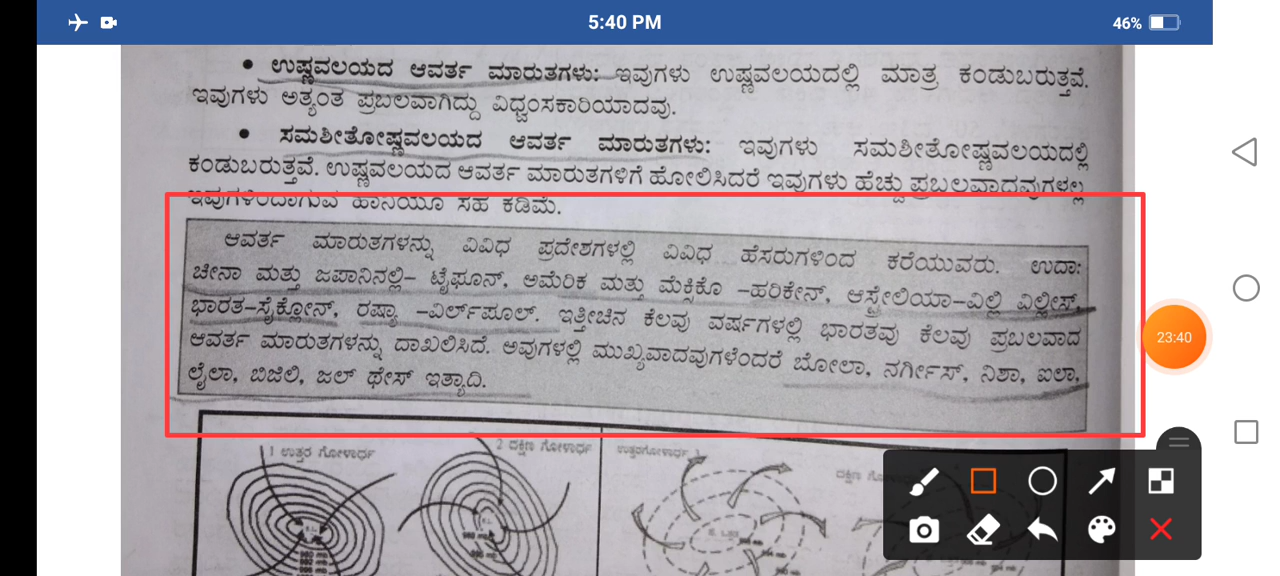 5:40 PM
46%
• ಉಷ್ಣವಲಯದ ಆವರ್ತ ಮಾರುತಗಳು: ಇವುಗಳು ಉಷ್ಣವಲಯದಲ್ಲಿ ಮಾತ್ರ ಕಂಡುಬರುತ್ತವೆ.
ಇವುಗಳು ಅತ್ಯಂತ ಪ್ರಬಲವಾಗಿದ್ದು ವಿಧ್ವಂಸಕಾರಿಯಾದವು.
• ಸಮಶೀತೋಷ್ಣವಲಯದ ಆವರ್ತ ಮಾರುತಗಳು: ಇವುಗಳು ಸಮಶೀತೋಷ್ಣವಲಯದಲ್ಲಿ
ಕಂಡುಬರುತ್ತವೆ. ಉಷ್ಣವಲಯದ ಆವರ್ತ ಮಾರುತಗಳಿಗೆ ಹೋಲಿಸಿದರೆ ಇವುಗಳು ಹೆಚ್ಚು ಪ್ರಬಲವಾದವುಗಳಲ್ಲ
ಇವುಗಳಿಂದಾಗುವ ಹಾನಿಯೂ ಸಹ ಕಡಿಮೆ.
ಆವರ್ತ ಮಾರುತಗಳನ್ನು ವಿವಿಧ ಪ್ರದೇಶಗಳಲ್ಲಿ ವಿವಿಧ ಹೆಸರುಗಳಿಂದ ಕರೆಯುವರು. ಉದಾ:
ಚೀನಾ ಮತ್ತು ಜಪಾನಿನಲ್ಲಿ– ಟೈಫೂನ್, ಅಮೆರಿಕ ಮತ್ತು ಮೆಕ್ಸಿಕೊ –ಹರಿಕೇನ್, ಆಸ್ಟ್ರೇಲಿಯಾ–ವಿಲ್ಲಿ ವಿಲ್ಲೀಸ್,
ಭಾರತ–ಸೈಕ್ಲೋನ್, ರಷ್ಯಾ –ವಿರ್ಲ್‌ಪೂಲ್. ಇತ್ತೀಚಿನ ಕೆಲವು ವರ್ಷಗಳಲ್ಲಿ ಭಾರತವು ಕೆಲವು ಪ್ರಬಲವಾದ
ಆವರ್ತ ಮಾರುತಗಳನ್ನು ದಾಖಲಿಸಿದೆ. ಅವುಗಳಲ್ಲಿ ಮುಖ್ಯವಾದವುಗಳೆಂದರೆ ಬೋಲಾ, ನರ್ಗೀಸ್, ನಿಶಾ, ಐಲಾ,
ಲೈಲಾ, ಬಿಜಿಲಿ, ಜಲ್ ಥೇಸ್ ಇತ್ಯಾದಿ.
23:40
1 ಉತ್ತರ ಗೋಳಾರ್ಧ
2 ದಕ್ಷಿಣ ಗೋಳಾರ್ಧ
ಉತ್ತರಗೋಳಾರ್ಧ
ದಕ್ಷಿಣ